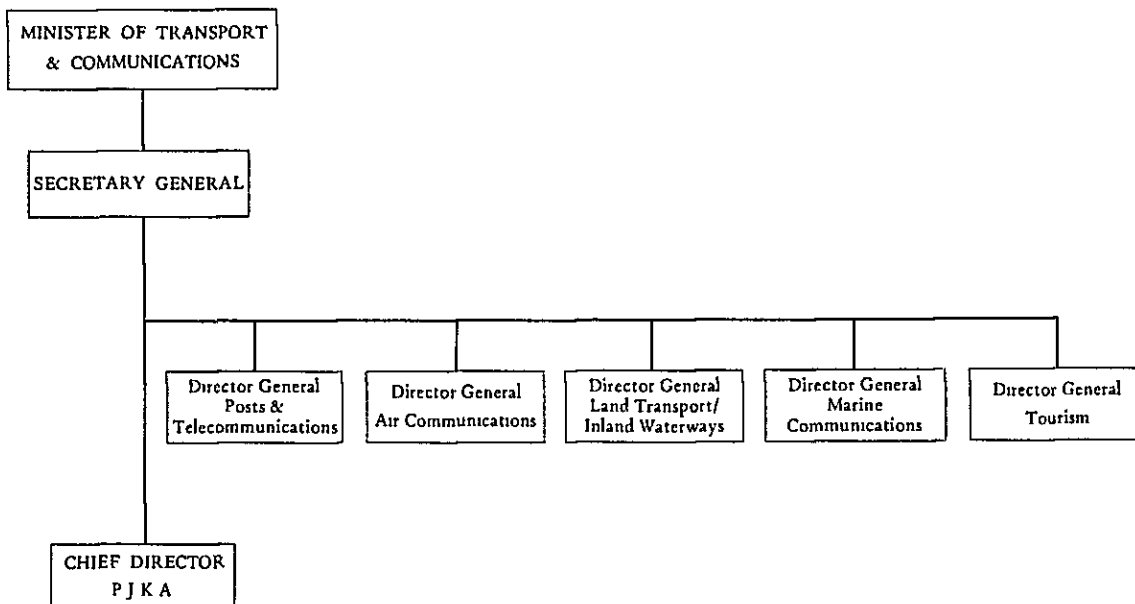 MINISTER OF TRANSPORT
& COMMUNICATIONS
SECRETARY GENERAL
Director General
Posts &
Telecommunications
Director General
Air Communications
Director General
Land Transport/
Inland Waterways
Director General
Marine
Communications
Director General
Tourism
CHIEF DIRECTOR
P J K A